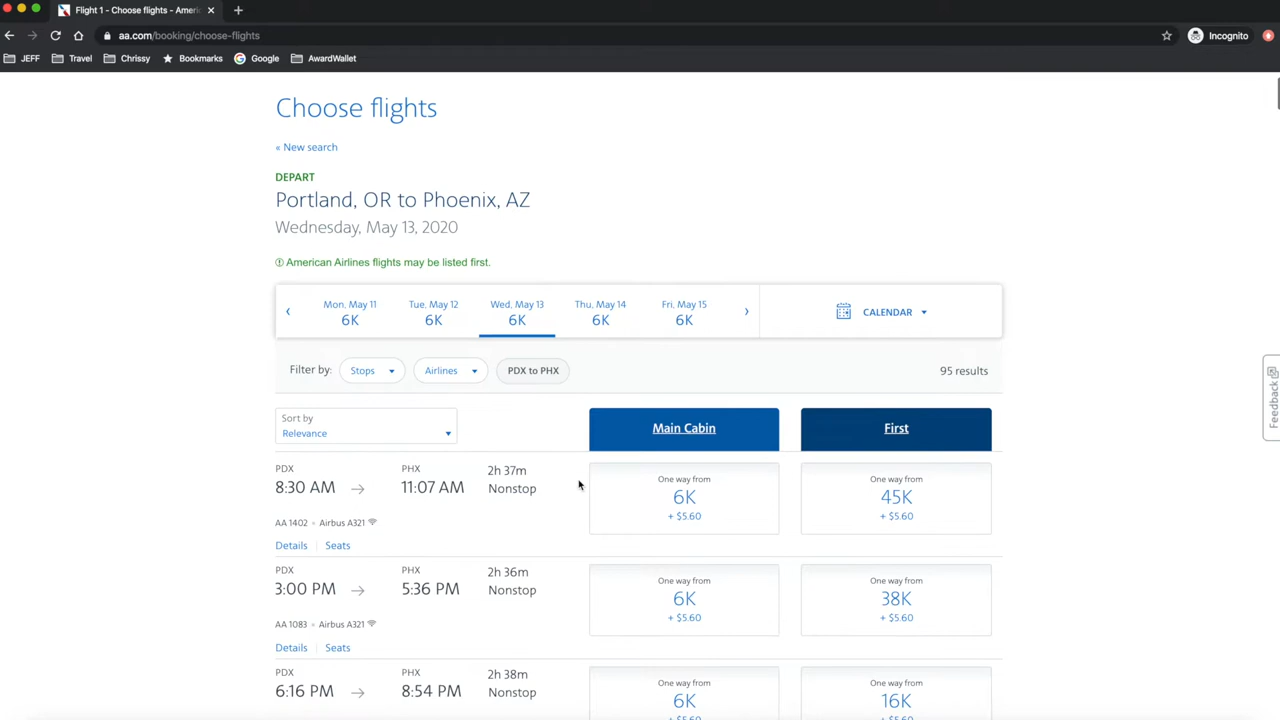 Flight 1 - Choose flights - Ameri
aa.com/booking/choose-flights
Incognito
JEFF Travel Chrissy Bookmarks Google AwardWallet
Choose flights
« New search
DEPART
Portland, OR to Phoenix, AZ
Wednesday, May 13, 2020
American Airlines flights may be listed first.
Mon, May 11 Tue, May 12 Wed, May 13 Thu, May 14 Fri, May 15
6K 6K 6K 6K 6K
CALENDAR
Filter by: Stops Airlines PDX to PHX 95 results
Sort by
Relevance
Main Cabin First
PDX PHX 2h 37m One way from One way from
8:30 AM → 11:07 AM Nonstop 6K 45K
+ $5.60 + $5.60
AA 1402 Airbus A321
Details | Seats
PDX PHX 2h 36m One way from One way from
3:00 PM → 5:36 PM Nonstop 6K 38K
+ $5.60 + $5.60
AA 1083 Airbus A321
Details | Seats
PDX PHX 2h 38m One way from One way from
6:16 PM → 8:54 PM Nonstop 6K 16K
+ $5.60 + $5.60
Feedback